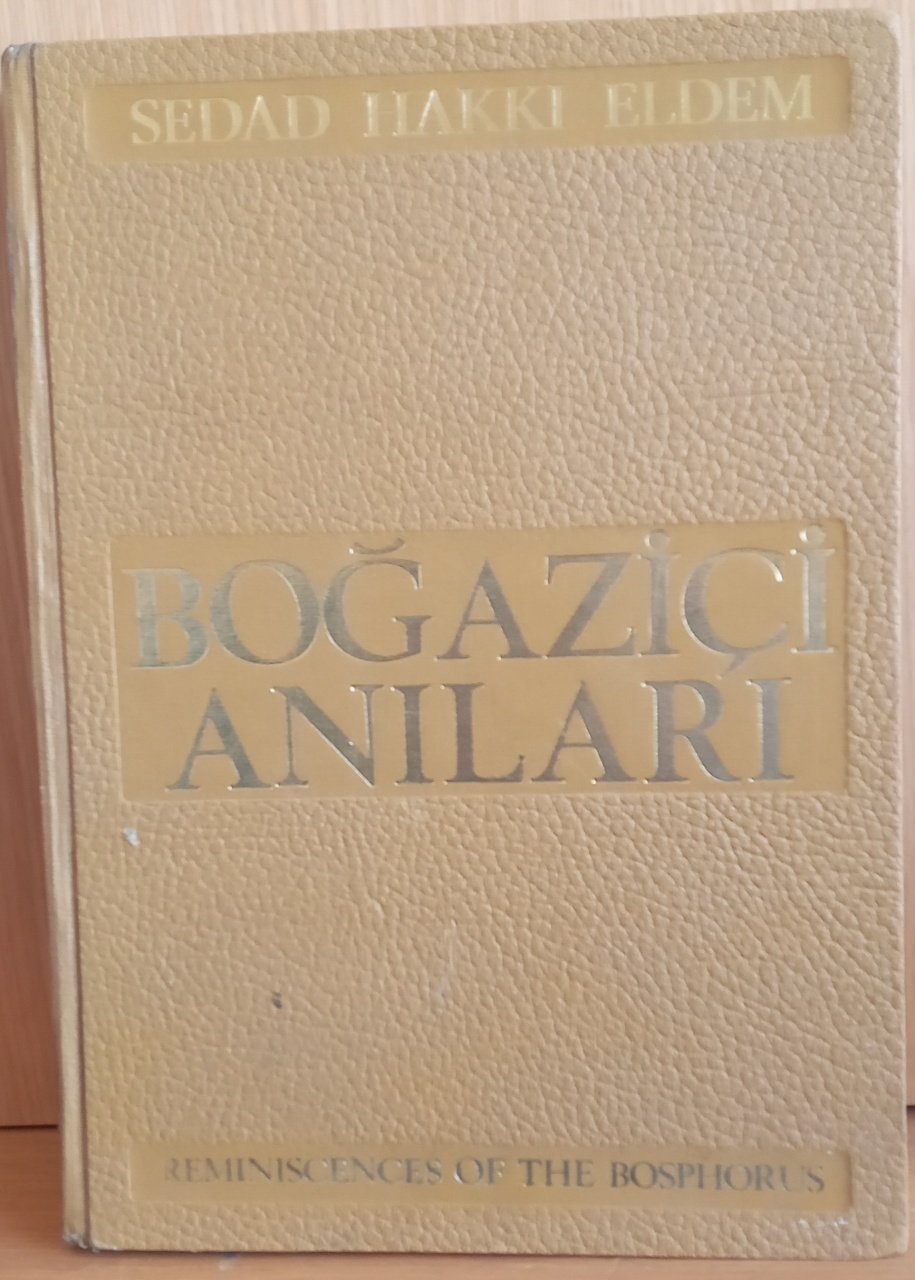 SEDAD HAKKI ELDEM
BOĞAZİÇİ
ANILARI
REMINISCENCES OF THE BOSPHORUS